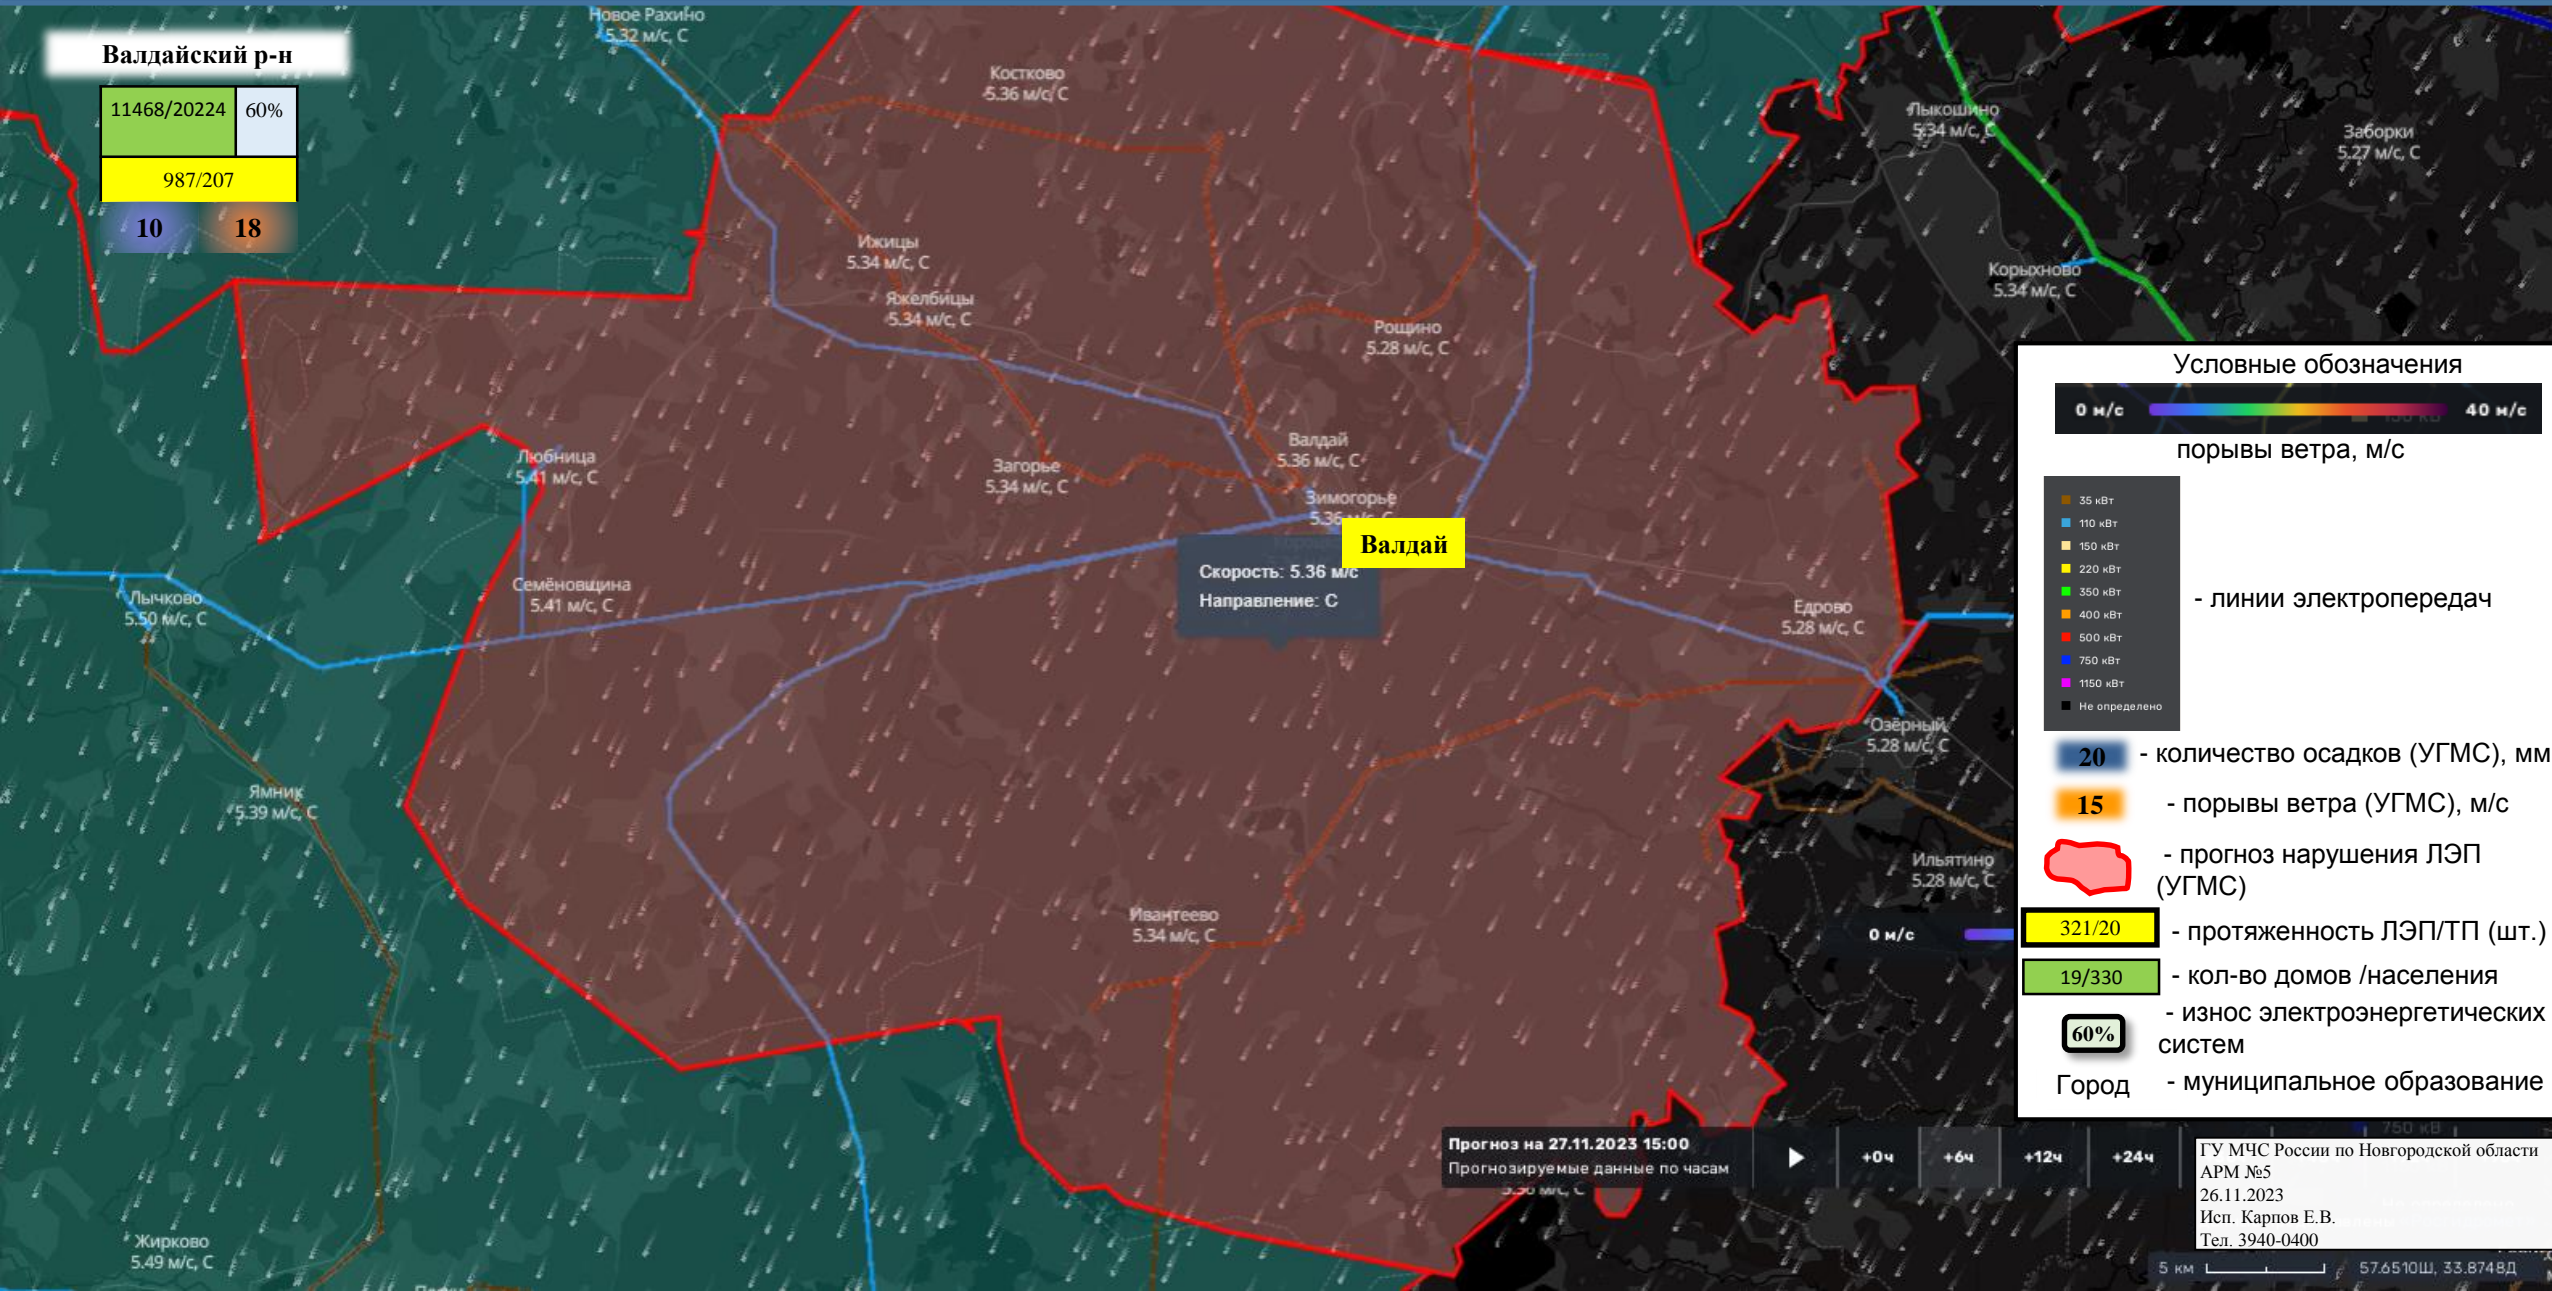 Валдайский р-н
11468/20224 60%
987/207
10 18
Новое Рахино
5.32 м/с, С
Костково
5.36 м/с, С
Лыкошино
5.34 м/с, С
Заборки
5.27 м/с, С
Ижицы
5.34 м/с, С
Яжелбицы
5.34 м/с, С
Корыхново
5.34 м/с, С
Рощино
5.28 м/с, С
Любница
5.41 м/с, С
Загорье
5.34 м/с, С
Валдай
5.36 м/с, С
Зимогорье
5.36 м/с, С
Валдай
Скорость: 5.36 м/с
Направление: С
Семёновщина
5.41 м/с, С
Лычково
5.50 м/с, С
Едрово
5.28 м/с, С
Озёрный
5.28 м/с, С
Ямник
5.39 м/с, С
Ильятино
5.28 м/с, С
Ивантеево
5.34 м/с, С
0 м/с
Жирково
5.49 м/с, С
Условные обозначения
0 м/с 40 м/с
порывы ветра, м/с
35 кВт
110 кВт
150 кВт
220 кВт
350 кВт
400 кВт
500 кВт
750 кВт
1150 кВт
Не определено
- линии электропередач
20 - количество осадков (УГМС), мм
15 - порывы ветра (УГМС), м/с
- прогноз нарушения ЛЭП
(УГМС)
321/20 - протяженность ЛЭП/ТП (шт.)
19/330 - кол-во домов /населения
60% - износ электроэнергетических
систем
Город - муниципальное образование
750 кВ
Прогноз на 27.11.2023 15:00
Прогнозируемые данные по часам
+0ч +6ч +12ч +24ч
ГУ МЧС России по Новгородской области
АРМ №5
26.11.2023
Исп. Карпов Е.В.
Тел. 3940-0400
5 км 57.6510Ш, 33.8748Д